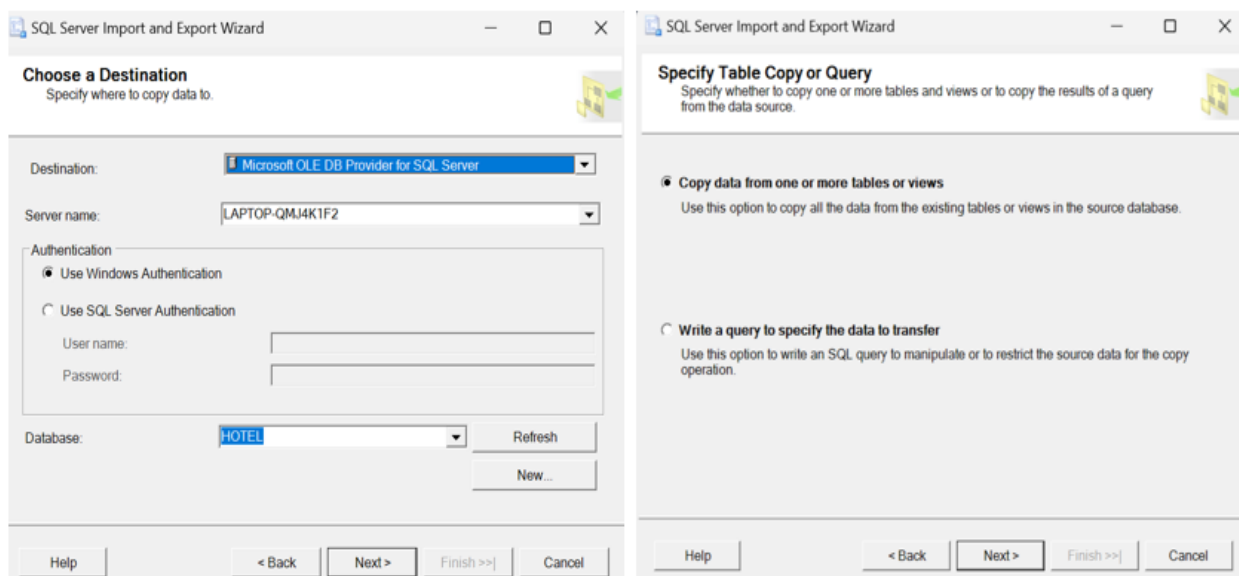 SQL Server Import and Export Wizard
Choose a Destination
Specify where to copy data to.
Destination:
Microsoft OLE DB Provider for SQL Server
Server name:
LAPTOP-QMJ4K1F2
Authentication
Use Windows Authentication
Use SQL Server Authentication
User name:
Password:
Database:
HOTEL
Refresh
New...
Help
< Back
Next >
Finish >>|
Cancel
SQL Server Import and Export Wizard
Specify Table Copy or Query
Specify whether to copy one or more tables and views or to copy the results of a query
from the data source.
Copy data from one or more tables or views
Use this option to copy all the data from the existing tables or views in the source database.
Write a query to specify the data to transfer
Use this option to write an SQL query to manipulate or to restrict the source data for the copy
operation.
Help
< Back
Next >
Finish >>|
Cancel